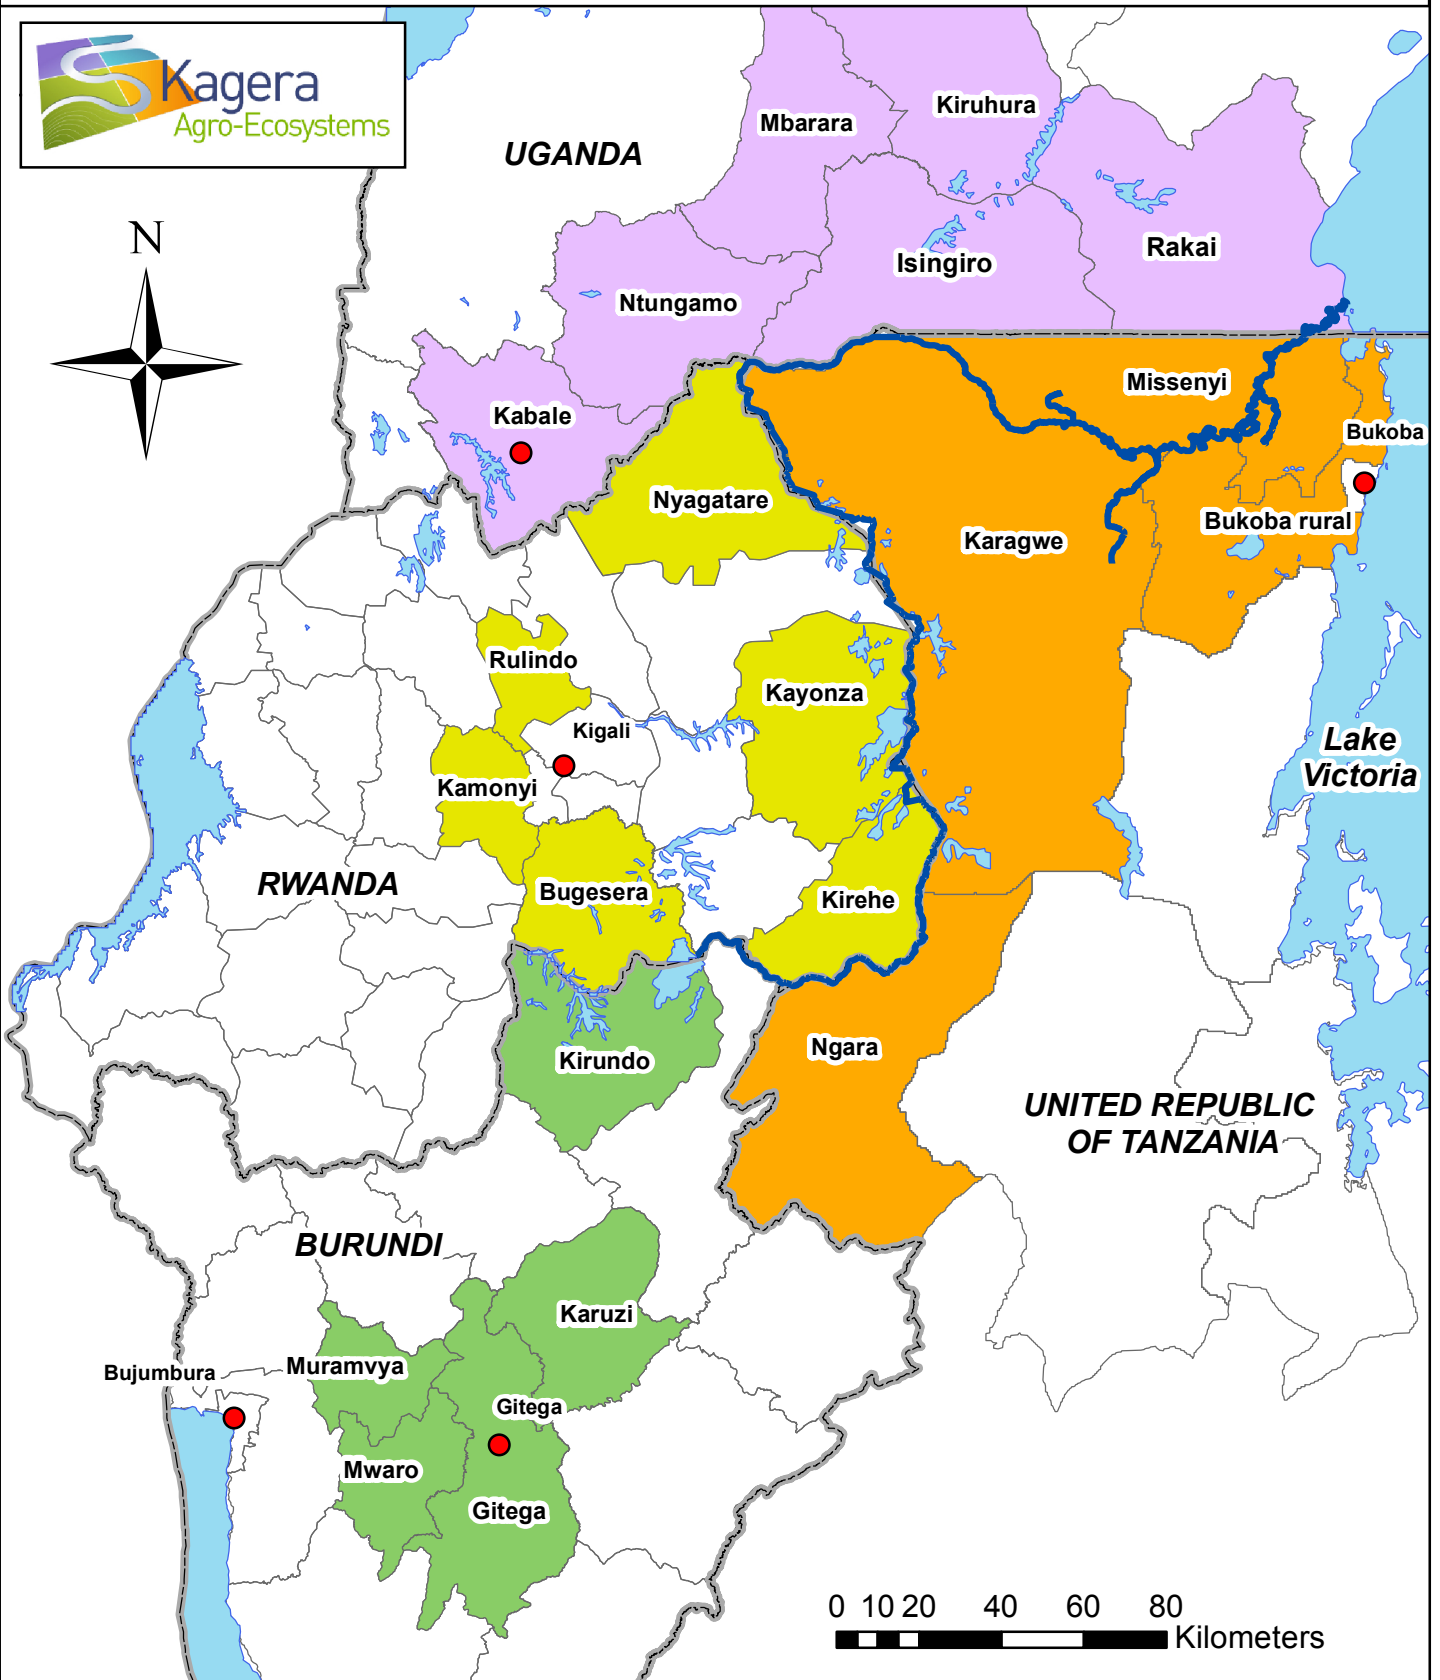 Kagera
Agro-Ecosystems
N
UGANDA
Mbarara
Kiruhura
Isingiro
Rakai
Ntungamo
Kabale
Missenyi
Bukoba
Nyagatare
Karagwe
Bukoba rural
Rulindo
Kayonza
Kigali
Kamonyi
Lake
Victoria
RWANDA
Bugesera
Kirehe
Kirundo
Ngara
UNITED REPUBLIC
OF TANZANIA
BURUNDI
Karuzi
Bujumbura
Muramvya
Gitega
Mwaro
Gitega
0 10 20 40 60 80
Kilometers